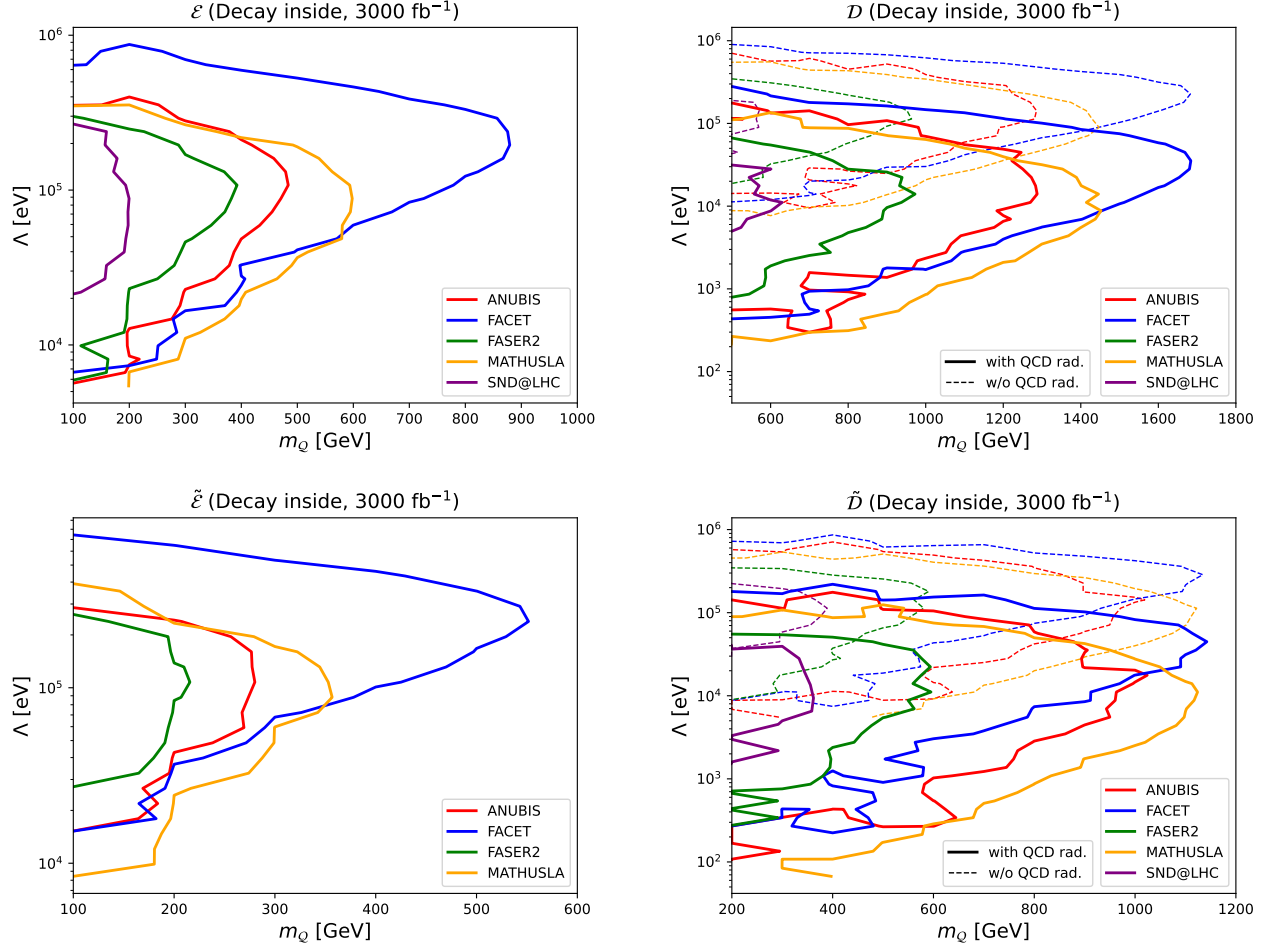 ℰ (Decay inside, 3000 fb⁻¹)
Λ [eV]
10⁶
10⁵
10⁴
100 200 300 400 500 600 700 800 900 1000
m_𝒬 [GeV]
ANUBIS
FACET
FASER2
MATHUSLA
SND@LHC
𝒟 (Decay inside, 3000 fb⁻¹)
Λ [eV]
10⁶
10⁵
10⁴
10³
10²
600 800 1000 1200 1400 1600 1800
m_𝒬 [GeV]
with QCD rad.
w/o QCD rad.
ANUBIS
FACET
FASER2
MATHUSLA
SND@LHC
ℰ̃ (Decay inside, 3000 fb⁻¹)
Λ [eV]
10⁵
10⁴
100 200 300 400 500 600
m_𝒬 [GeV]
ANUBIS
FACET
FASER2
MATHUSLA
𝒟̃ (Decay inside, 3000 fb⁻¹)
Λ [eV]
10⁶
10⁵
10⁴
10³
10²
200 400 600 800 1000 1200
m_𝒬 [GeV]
with QCD rad.
w/o QCD rad.
ANUBIS
FACET
FASER2
MATHUSLA
SND@LHC